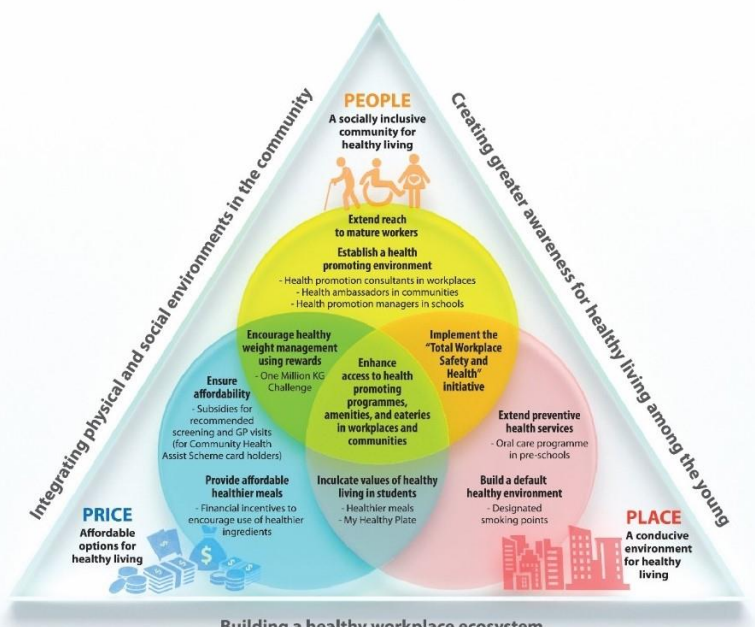 PEOPLE
A socially inclusive
community for
healthy living
Integrating physical and social environments in the community
Creating greater awareness for healthy living among the young
Extend reach
to mature workers
Establish a health
promoting environment
- Health promotion consultants in workplaces
- Health ambassadors in communities
- Health promotion managers in schools
Encourage healthy
weight management
using rewards
- One Million KG
Challenge
Implement the
"Total Workplace
Safety and
Health"
initiative
Enhance
access to health
promoting
programmes,
amenities, and eateries
in workplaces and
communities
Ensure
affordability
- Subsidies for
recommended
screening and GP visits
(for Community Health
Assist Scheme card holders)
Provide affordable
healthier meals
- Financial incentives to
encourage use of healthier
ingredients
Extend preventive
health services
- Oral care programme
in pre-schools
Build a default
healthy environment
- Designated
smoking points
Inculcate values of healthy
living in students
- Healthier meals
- My Healthy Plate
PRICE
Affordable
options for
healthy living
PLACE
A conducive
environment
for healthy
living
Building a healthy workplace ecosystem